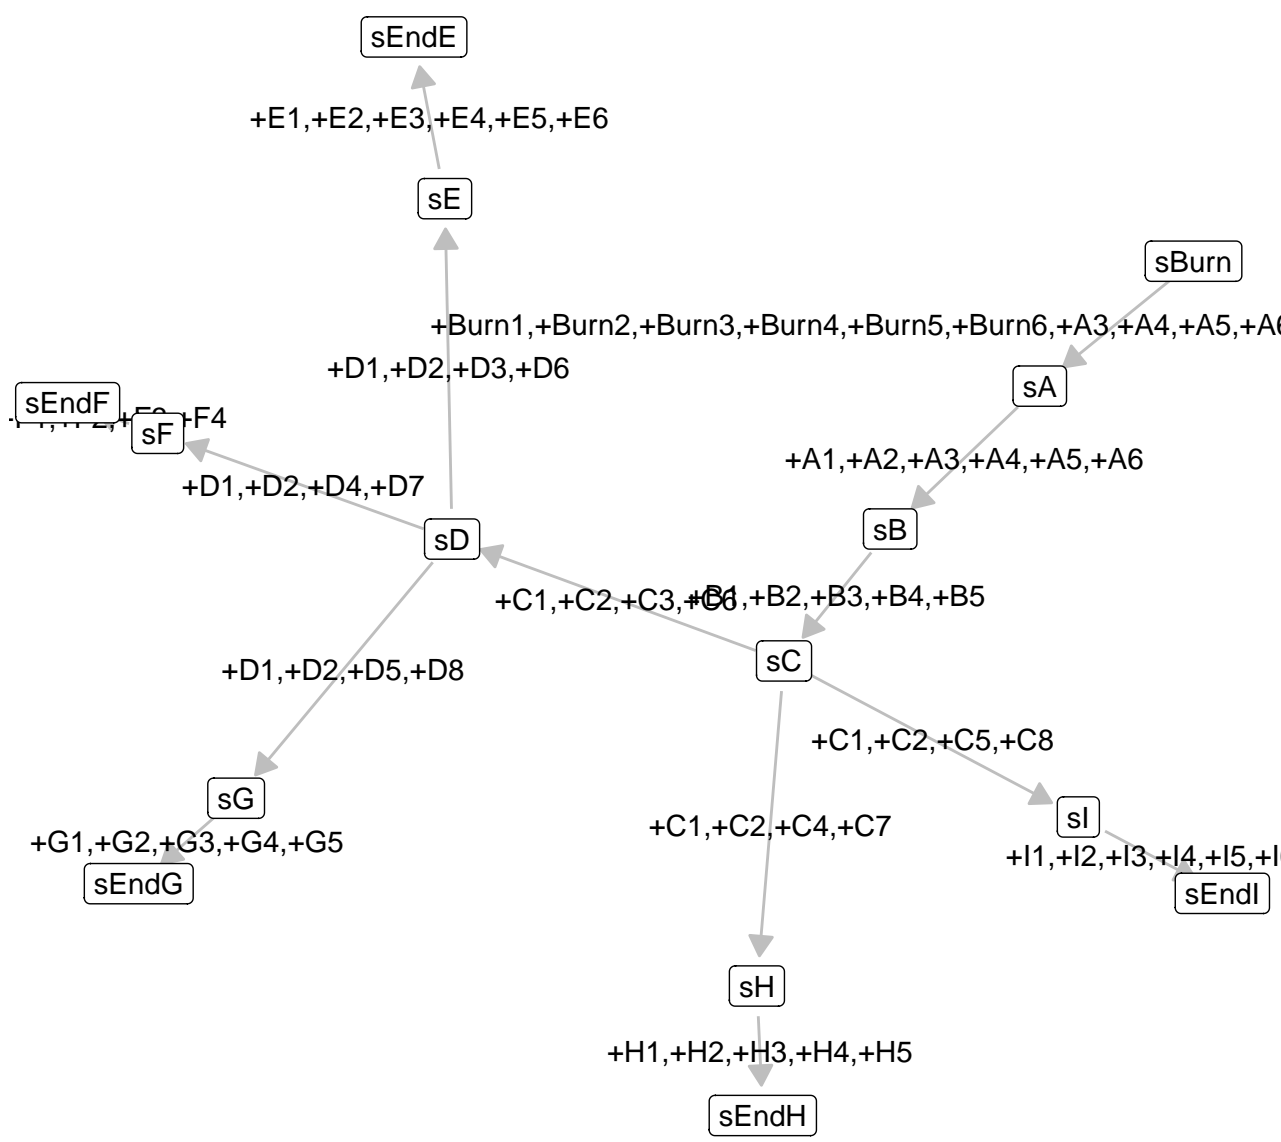 sEndE
+E1,+E2,+E3,+E4,+E5,+E6
sE
sBurn
+Burn1,+Burn2,+Burn3,+Burn4,+Burn5,+Burn6,+A3,+A4,+A5,+A6
+D1,+D2,+D3,+D6
sA
sEndF
+F4
sF
+A1,+A2,+A3,+A4,+A5,+A6
+D1,+D2,+D4,+D7
sB
sD
+C1,+C2,+C3,+C6
+B1,+B2,+B3,+B4,+B5
sC
+D1,+D2,+D5,+D8
+C1,+C2,+C5,+C8
sG
sI
+C1,+C2,+C4,+C7
+G1,+G2,+G3,+G4,+G5
+I1,+I2,+I3,+I4,+I5
sEndG
sEndI
sH
+H1,+H2,+H3,+H4,+H5
sEndH